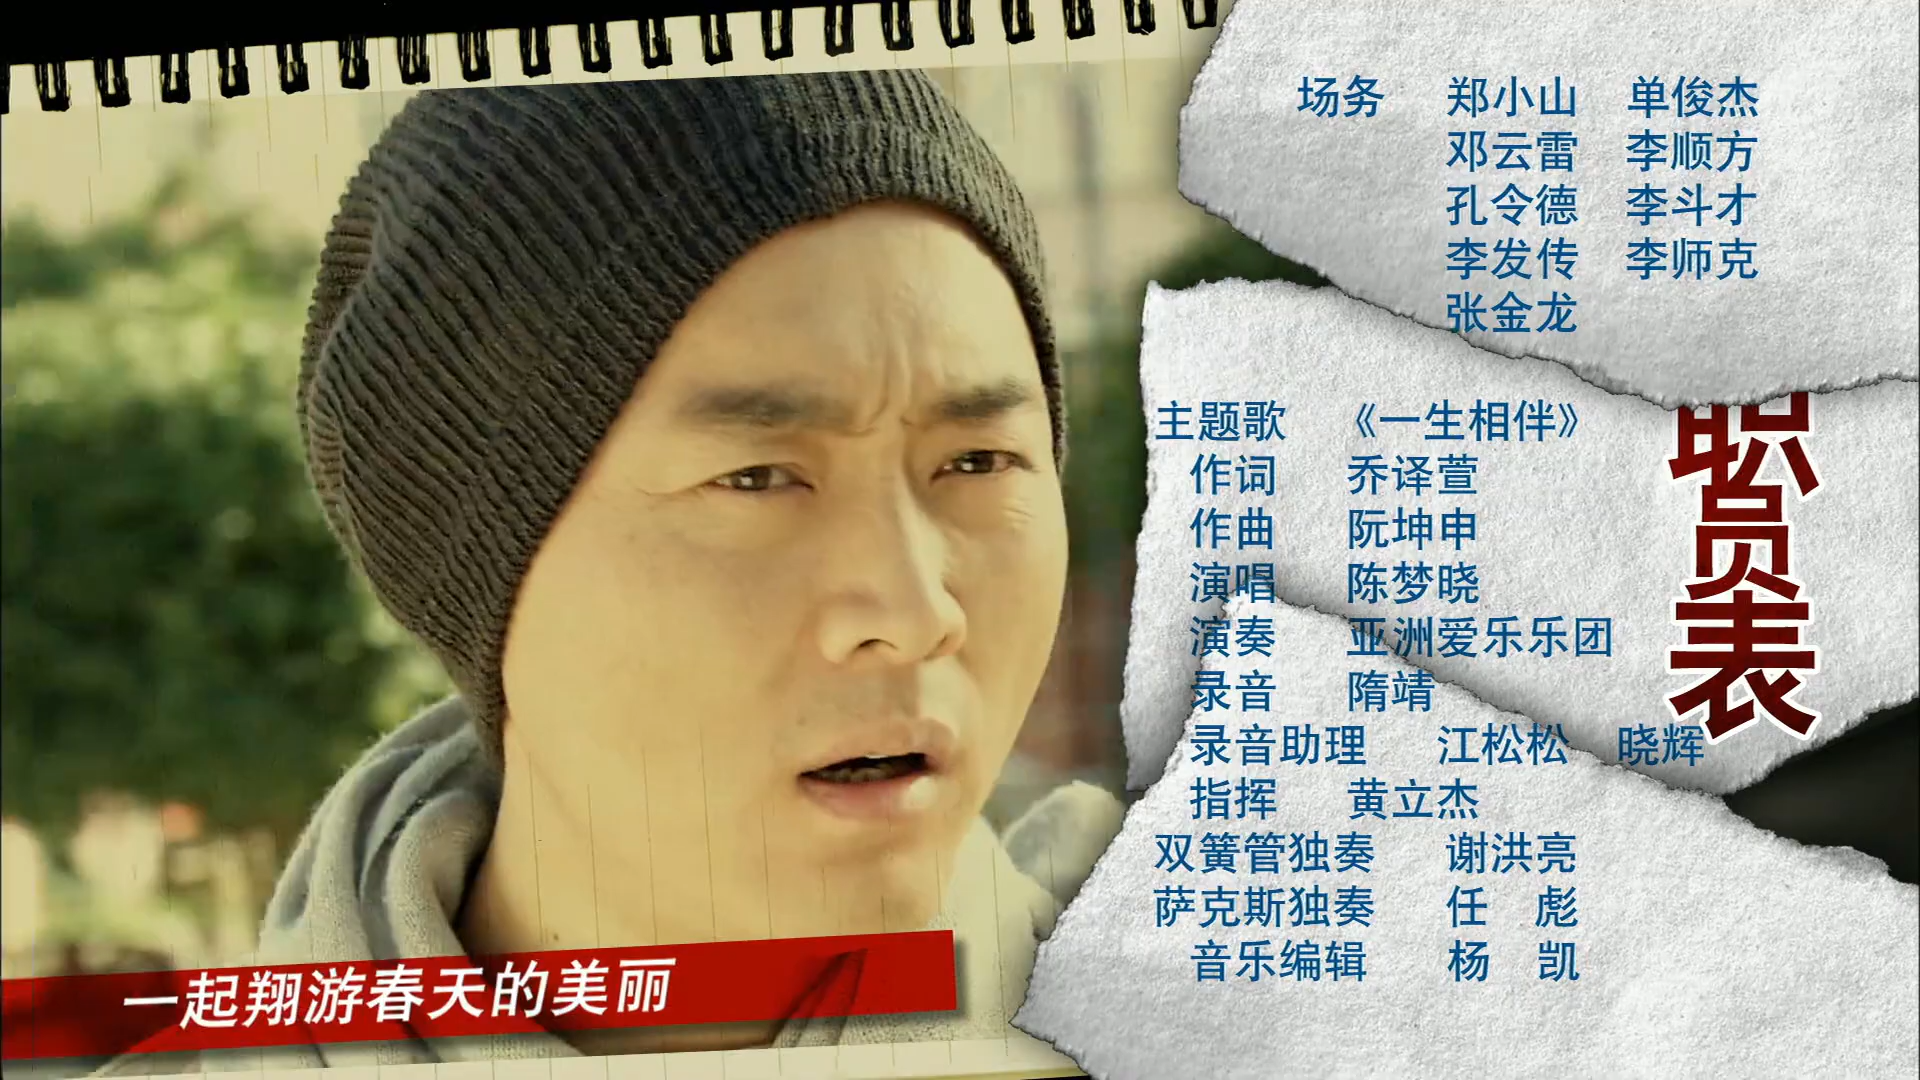 场务 郑小山 单俊杰
邓云雷 李顺方
孔令德 李斗才
李发传 李师克
张金龙
主题歌 《一生相伴》
作词 乔译萱
作曲 阮坤申
演唱 陈梦晓
演奏 亚洲爱乐乐团
录音 隋靖
录音助理 江松松 晓辉
指挥 黄立杰
双簧管独奏 谢洪亮
萨克斯独奏 任 彪
音乐编辑 杨 凯
职员表
一起翔游春天的美丽